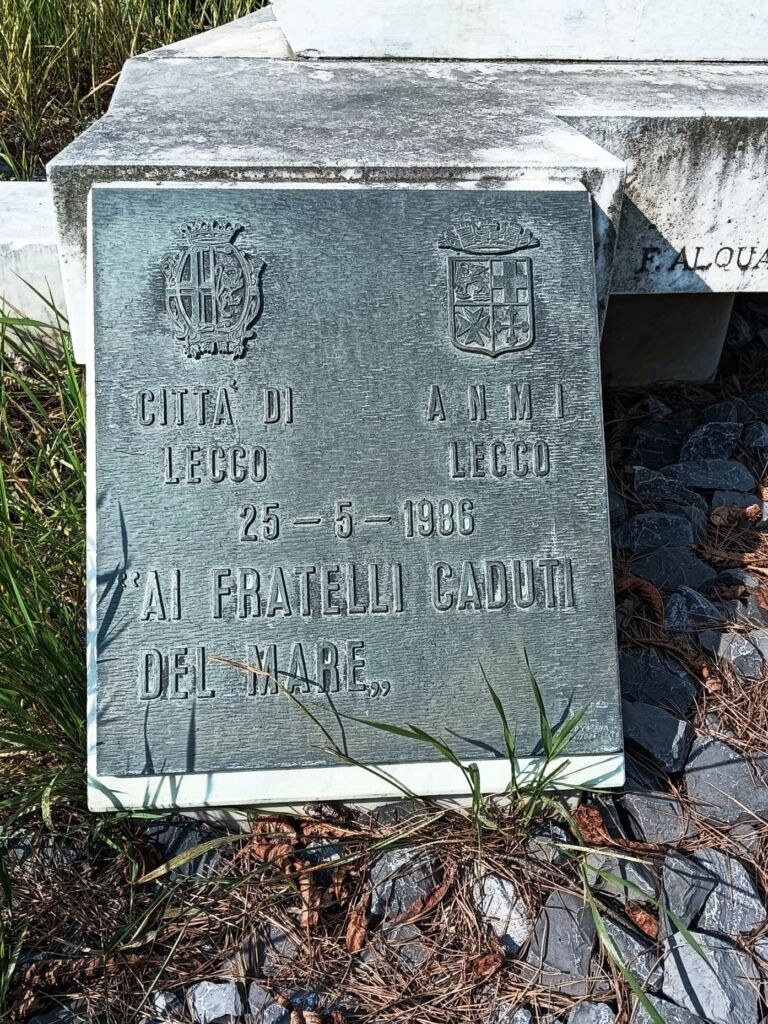 F. ALQUA
CITTÀ DI
LECCO
A N M I
LECCO
25-5-1986
"AI FRATELLI CADUTI
DEL MARE„